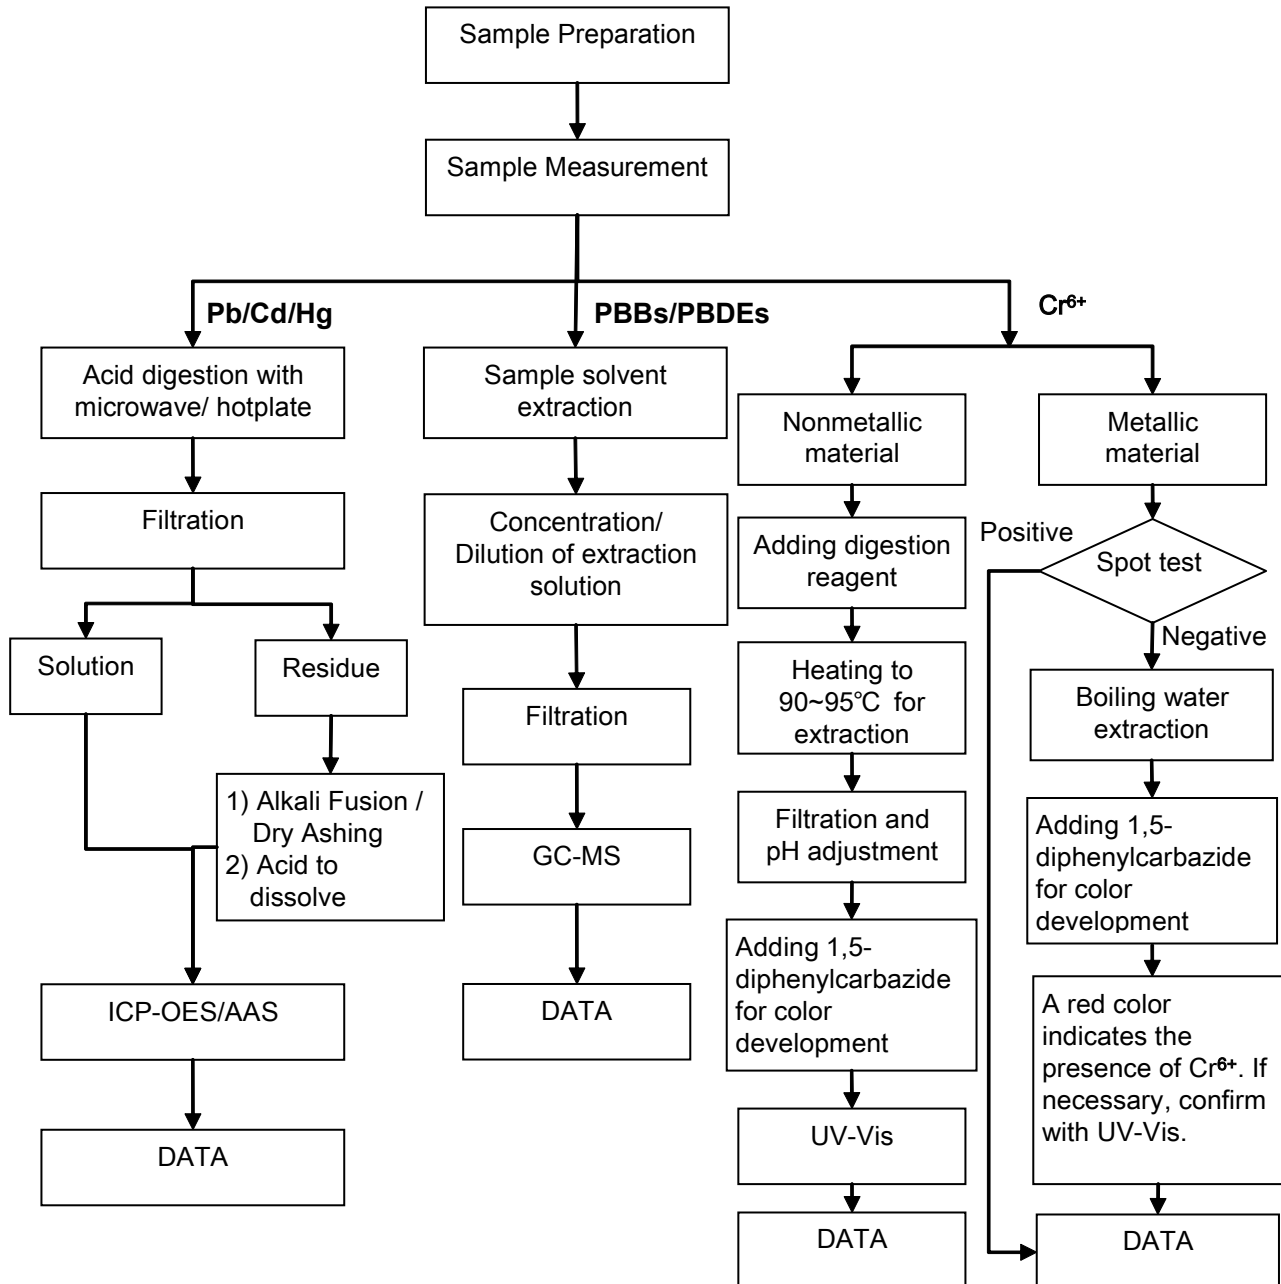 Sample Preparation
Sample Measurement
Pb/Cd/Hg
PBBs/PBDEs
Cr⁶⁺
Acid digestion with
microwave/ hotplate
Filtration
Solution
Residue
1) Alkali Fusion /
Dry Ashing
2) Acid to
dissolve
ICP-OES/AAS
DATA
Sample solvent
extraction
Concentration/
Dilution of extraction
solution
Filtration
GC-MS
DATA
Nonmetallic
material
Adding digestion
reagent
Heating to
90~95℃ for
extraction
Filtration and
pH adjustment
Adding 1,5-
diphenylcarbazide
for color
development
UV-Vis
DATA
Metallic
material
Positive
Spot test
Negative
Boiling water
extraction
Adding 1,5-
diphenylcarbazide
for color
development
A red color
indicates the
presence of Cr⁶⁺. If
necessary, confirm
with UV-Vis.
DATA